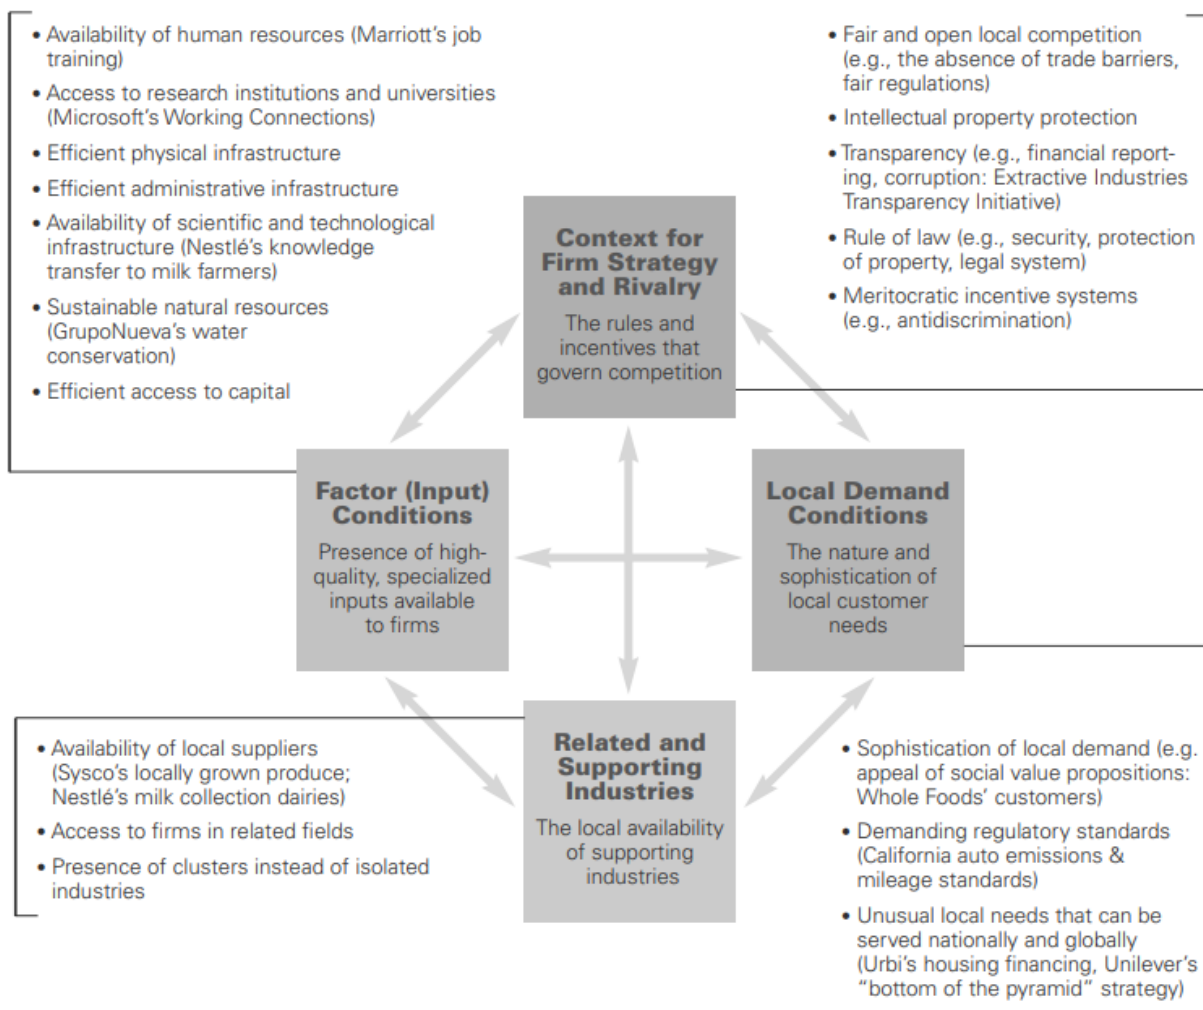 • Availability of human resources (Marriott’s job
training)
• Access to research institutions and universities
(Microsoft’s Working Connections)
• Efficient physical infrastructure
• Efficient administrative infrastructure
• Availability of scientific and technological
infrastructure (Nestlé’s knowledge
transfer to milk farmers)
• Sustainable natural resources
(GrupoNueva’s water
conservation)
• Efficient access to capital
• Fair and open local competition
(e.g., the absence of trade barriers,
fair regulations)
• Intellectual property protection
• Transparency (e.g., financial report-
ing, corruption: Extractive Industries
Transparency Initiative)
• Rule of law (e.g., security, protection
of property, legal system)
• Meritocratic incentive systems
(e.g., antidiscrimination)
Context for
Firm Strategy
and Rivalry
The rules and
incentives that
govern competition
Factor (Input)
Conditions
Presence of high-
quality, specialized
inputs available
to firms
Local Demand
Conditions
The nature and
sophistication of
local customer
needs
Related and
Supporting
Industries
The local availability
of supporting
industries
• Availability of local suppliers
(Sysco’s locally grown produce;
Nestlé’s milk collection dairies)
• Access to firms in related fields
• Presence of clusters instead of isolated
industries
• Sophistication of local demand (e.g.
appeal of social value propositions:
Whole Foods’ customers)
• Demanding regulatory standards
(California auto emissions &
mileage standards)
• Unusual local needs that can be
served nationally and globally
(Urbi’s housing financing, Unilever’s
“bottom of the pyramid” strategy)